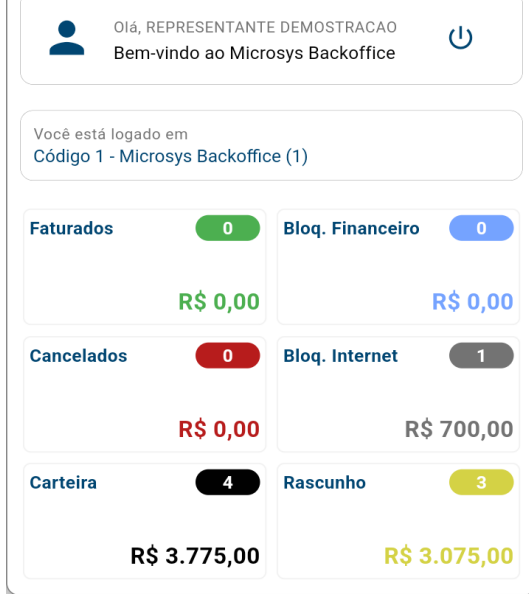 Olá, REPRESENTANTE DEMOSTRACAO
Bem-vindo ao Microsys Backoffice
Você está logado em
Código 1 - Microsys Backoffice (1)
Faturados 0
R$ 0,00
Bloq. Financeiro 0
R$ 0,00
Cancelados 0
R$ 0,00
Bloq. Internet 1
R$ 700,00
Carteira 4
R$ 3.775,00
Rascunho 3
R$ 3.075,00